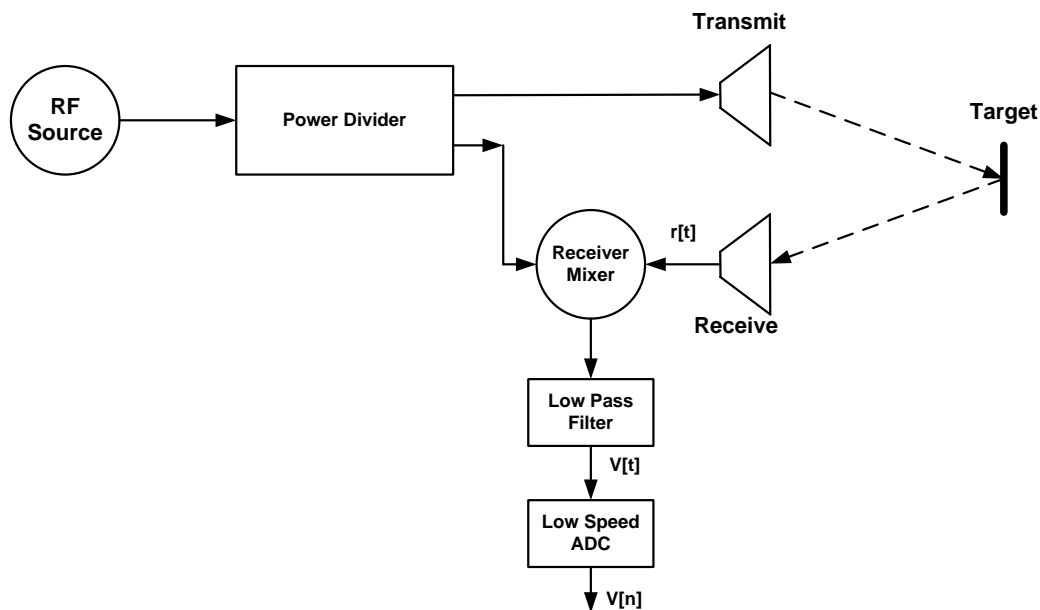 Transmit
RF
Source
Power Divider
Target
r[t]
Receiver
Mixer
Receive
Low Pass
Filter
V[t]
Low Speed
ADC
V[n]